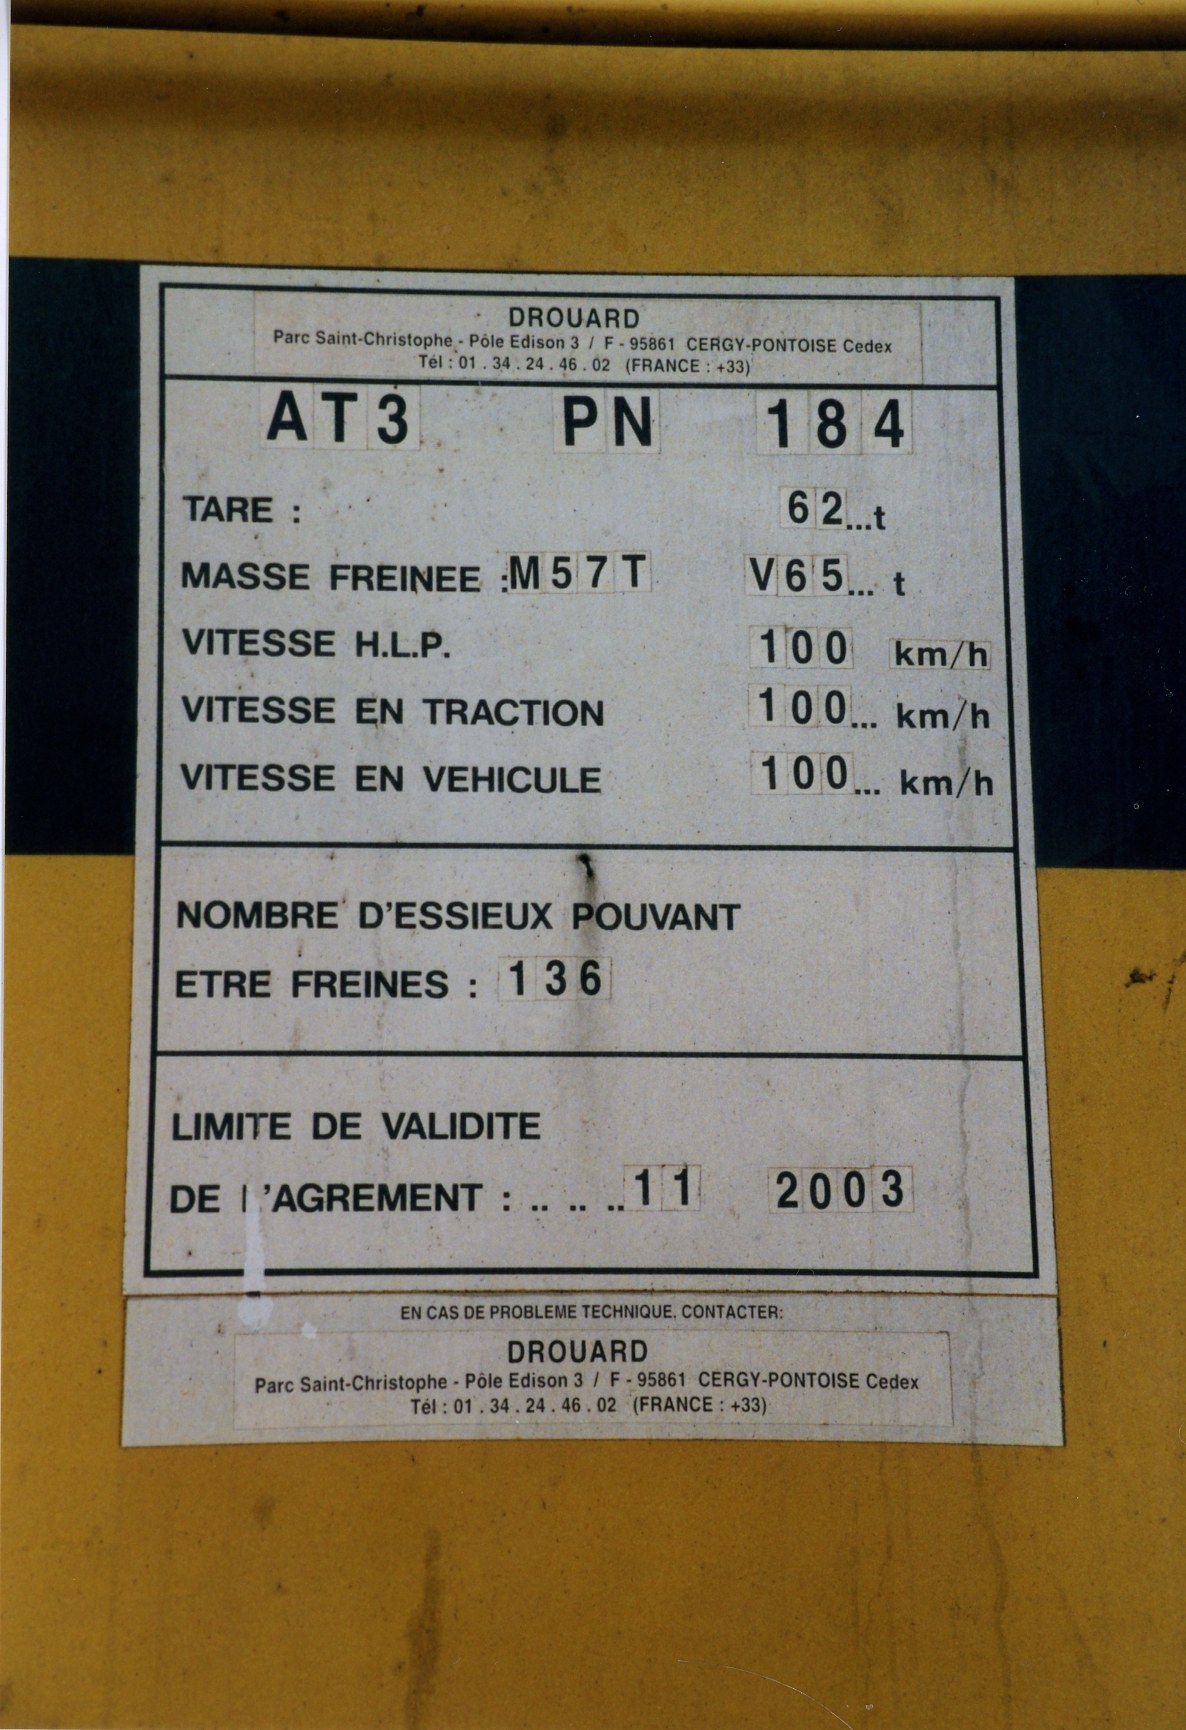 DROUARD
Parc Saint-Christophe - Pôle Edison 3 / F - 95861 CERGY-PONTOISE Cedex
Tél : 01 . 34 . 24 . 46 . 02 (FRANCE : +33)
AT3 PN 184
TARE : 62...t
MASSE FREINEE : M57T V65... t
VITESSE H.L.P. 100 km/h
VITESSE EN TRACTION 100... km/h
VITESSE EN VEHICULE 100... km/h
NOMBRE D'ESSIEUX POUVANT
ETRE FREINES : 136
LIMITE DE VALIDITE
DE L'AGREMENT : .. .. ..11 2003
EN CAS DE PROBLEME TECHNIQUE, CONTACTER:
DROUARD
Parc Saint-Christophe - Pôle Edison 3 / F - 95861 CERGY-PONTOISE Cedex
Tél : 01 . 34 . 24 . 46 . 02 (FRANCE : +33)